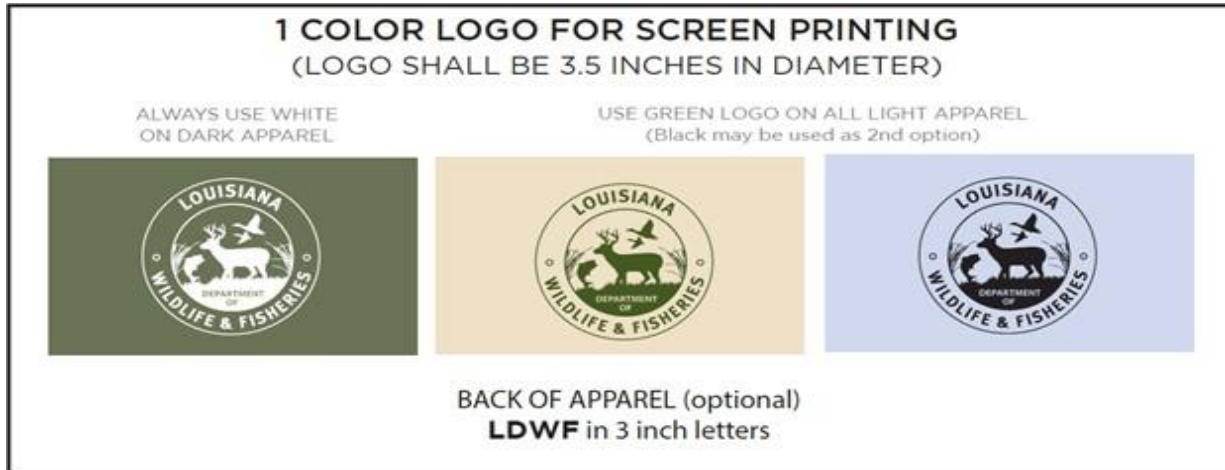 1 COLOR LOGO FOR SCREEN PRINTING
(LOGO SHALL BE 3.5 INCHES IN DIAMETER)
ALWAYS USE WHITE
ON DARK APPAREL
USE GREEN LOGO ON ALL LIGHT APPAREL
(Black may be used as 2nd option)
LOUISIANA
DEPARTMENT
OF
WILDLIFE & FISHERIES
LOUISIANA
DEPARTMENT
OF
WILDLIFE & FISHERIES
LOUISIANA
DEPARTMENT
OF
WILDLIFE & FISHERIES
BACK OF APPAREL (optional)
LDWF in 3 inch letters